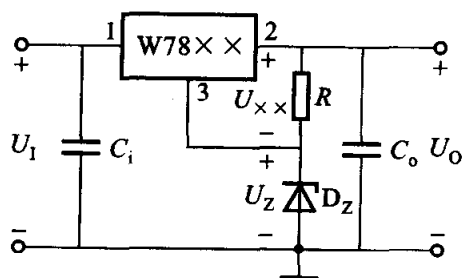 1 W78×× 2
+ + +
3
U×× R
−
+
U_I C_i C_o U_O
U_Z D_Z
− − −